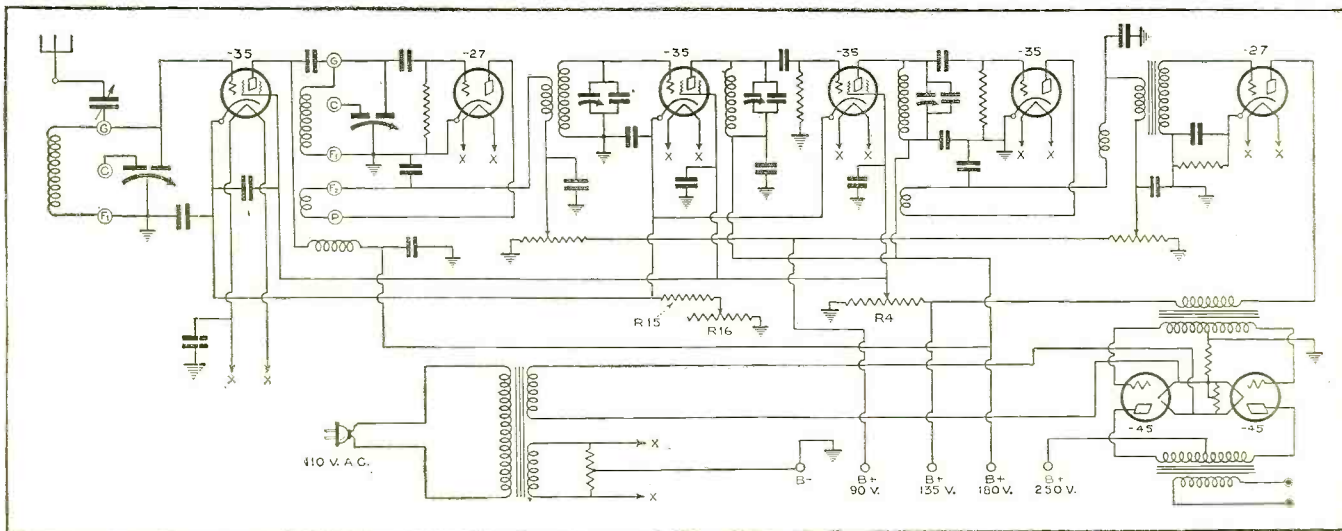 -35
-27
-35
-35
-35
-27
G
G
C
C
F1
F1
F2
P
X X
X X
X X
X X
X X
X X
R15
R16
R4
-45
-45
110 V. A.C.
X
X
B-
B+
90 V.
B+
135 V.
B+
180 V.
B+
250 V.